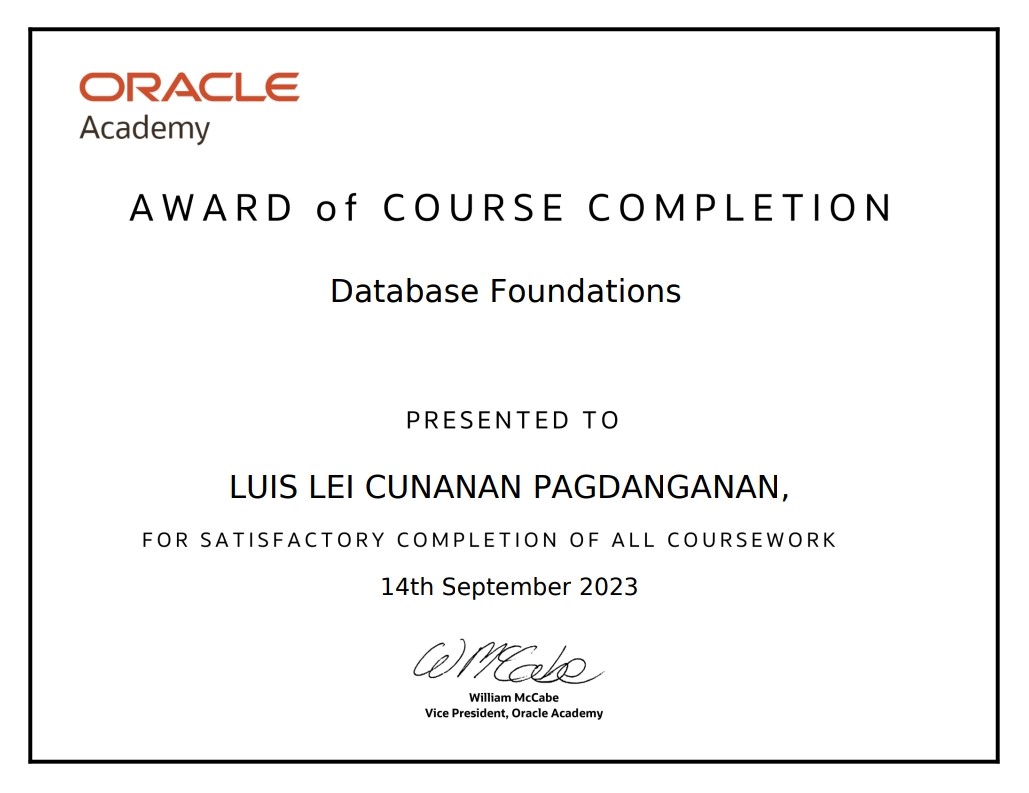 ORACLE
Academy
AWARD of COURSE COMPLETION
Database Foundations
PRESENTED TO
LUIS LEI CUNANAN PAGDANGANAN,
FOR SATISFACTORY COMPLETION OF ALL COURSEWORK
14th September 2023
WMcCabe
William McCabe
Vice President, Oracle Academy